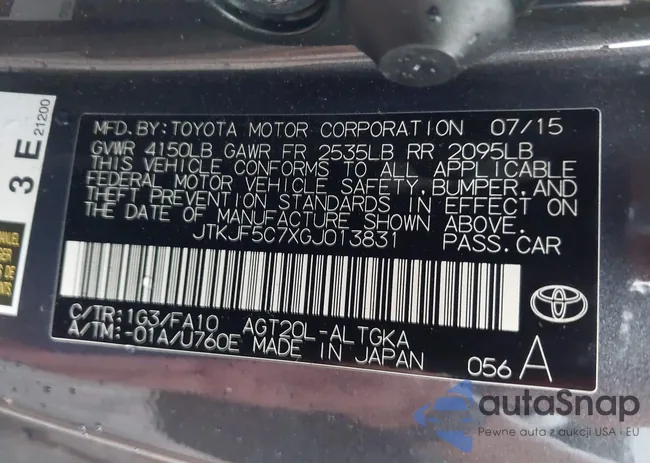 MFD.BY:TOYOTA MOTOR CORPORATION 07/15
GVWR 4150LB GAWR FR 2535LB RR 2095LB
THIS VEHICLE CONFORMS TO ALL APPLICABLE
FEDERAL MOTOR VEHICLE SAFETY,BUMPER,AND
THEFT PREVENTION STANDARDS IN EFFECT ON
THE DATE OF MANUFACTURE SHOWN ABOVE.
JTKJF5C7XGJ013831 PASS.CAR
C/TR:1G3/FA10 AGT20L-ALTGKA
A/TM:-01A/U760E MADE IN JAPAN
056 A
3 E
21200
autoSnap
Pewne auta z aukcji USA i EU